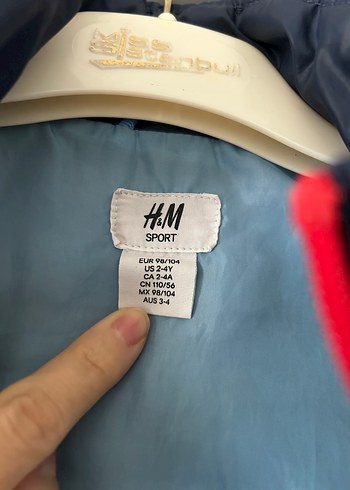 H&M
SPORT
EUR 98/104
US 2-4Y
CA 2-4A
CN 110/56
MX 98/104
AUS 3-4